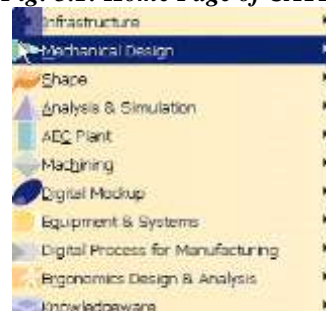 Infrastructure
Mechanical Design
Shape
Analysis & Simulation
AEC Plant
Machining
Digital Mockup
Equipment & Systems
Digital Process for Manufacturing
Ergonomics Design & Analysis
Knowledgeware